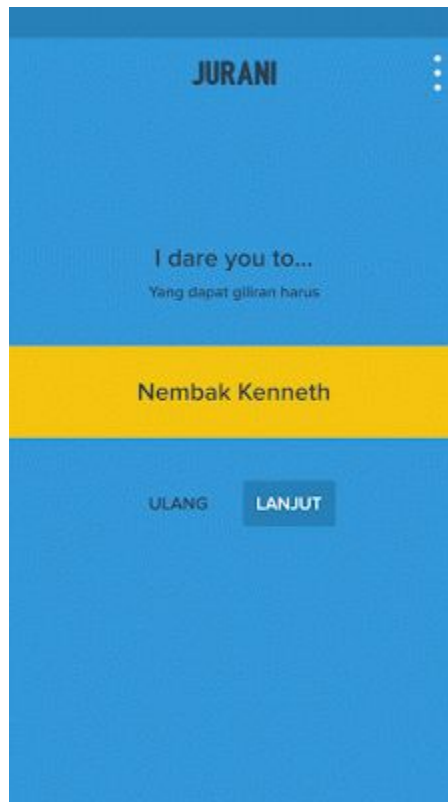 JURANI
I dare you to...
Yang dapat giliran harus
Nembak Kenneth
ULANG LANJUT